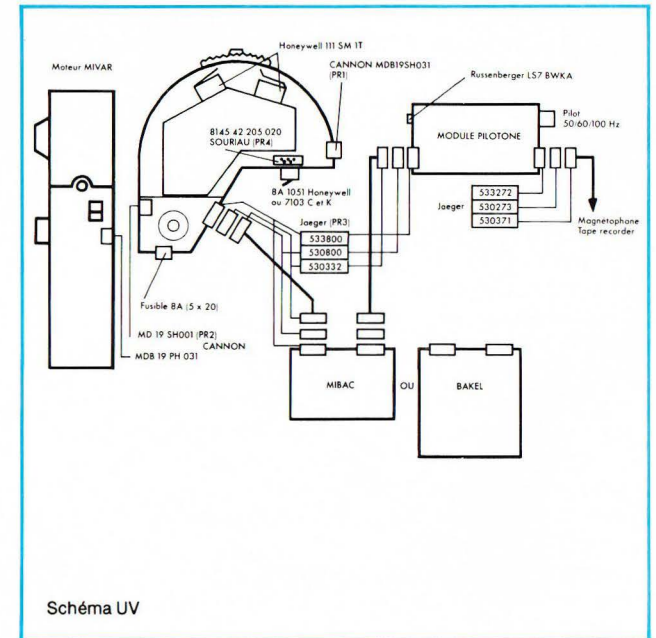 Honeywell 111 SM 1T
Moteur MIVAR
CANNON MDB19SH031
(PR1)
Russenberger LS7 BWKA
8145 42 205 020
SOURIAU (PR4)
MODULE PILOTONE
Pilot
50/60/100 Hz
8A 1051 Honeywell
ou 7103 C et K
Jaeger (PR3)
533800
530800
530332
Jaeger
533272
530273
530371
Magnétophone
Tape recorder
Fusible 8A (5 x 20)
MD 19 SH001 (PR2)
CANNON
MDB 19 PH 031
MIBAC
OU
BAKEL
Schéma UV